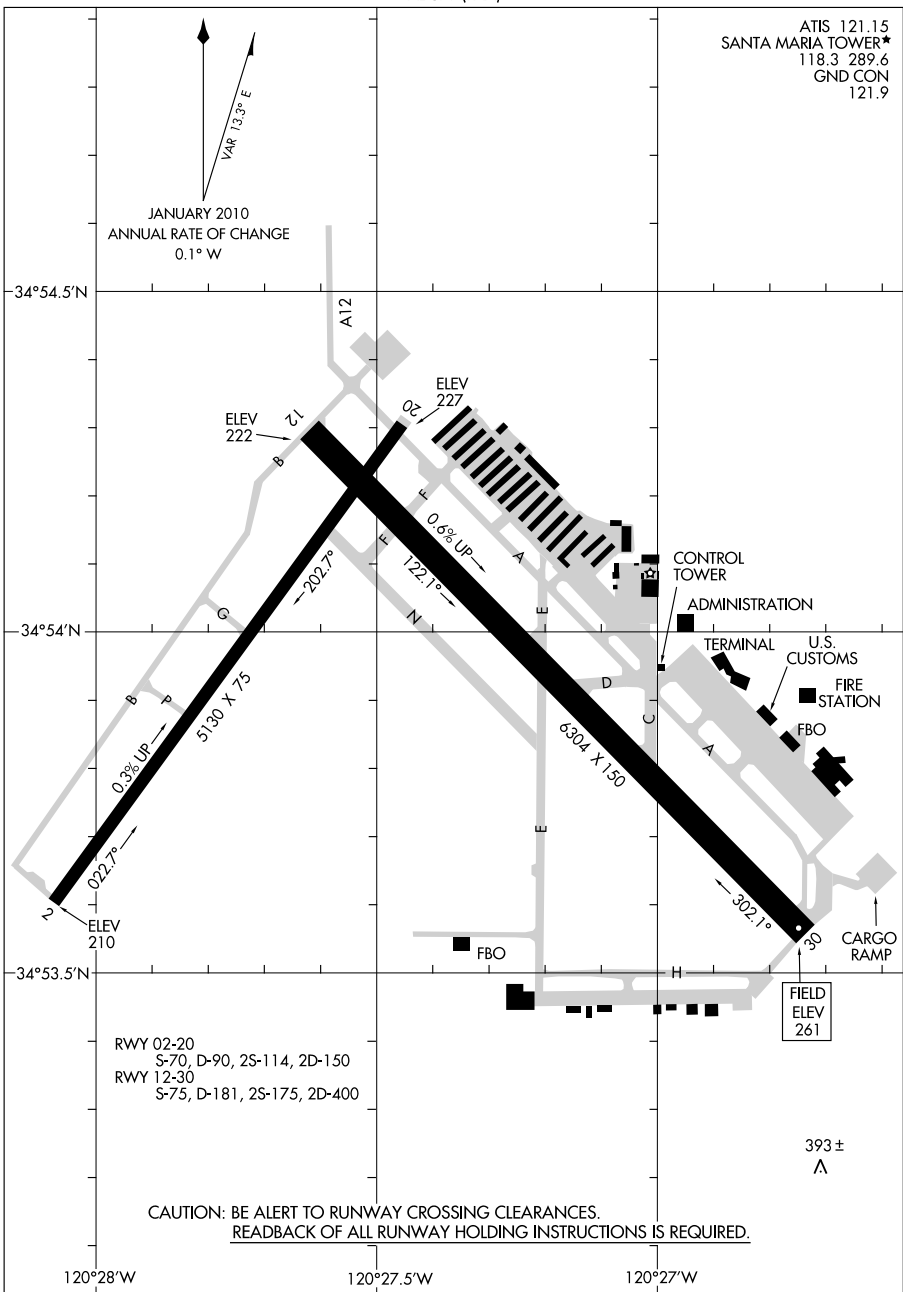 ATIS 121.15
SANTA MARIA TOWER★
118.3 289.6
GND CON
121.9
VAR 13.3° E
JANUARY 2010
ANNUAL RATE OF CHANGE
0.1° W
34°54.5'N
A12
ELEV
227
20
ELEV
222
12
B
F
F
0.6% UP
A
122.1°
202.7°
E
N
G
CONTROL
TOWER
ADMINISTRATION
34°54'N
TERMINAL
U.S.
CUSTOMS
FIRE
STATION
FBO
D
C
A
B
P
5130 X 75
6304 X 150
0.3% UP
E
022.7°
302.1°
2
ELEV
210
30
CARGO
RAMP
FBO
34°53.5'N
H
FIELD
ELEV
261
RWY 02-20
S-70, D-90, 2S-114, 2D-150
RWY 12-30
S-75, D-181, 2S-175, 2D-400
393±
CAUTION: BE ALERT TO RUNWAY CROSSING CLEARANCES.
READBACK OF ALL RUNWAY HOLDING INSTRUCTIONS IS REQUIRED.
120°28'W
120°27.5'W
120°27'W